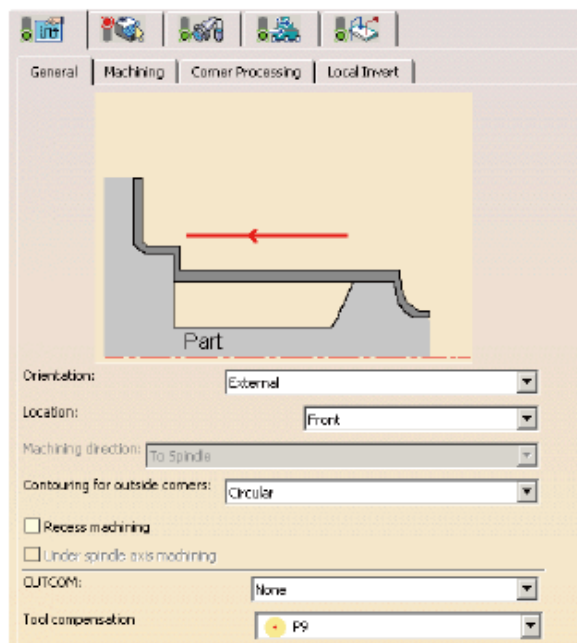 General Machining Corner Processing Local Invert
Part
Orientation: External
Location: Front
Machining direction: To Spindle
Contouring for outside corners: Circular
Recess machining
Under spindle axis machining
CUTCOM: None
Tool compensation P9